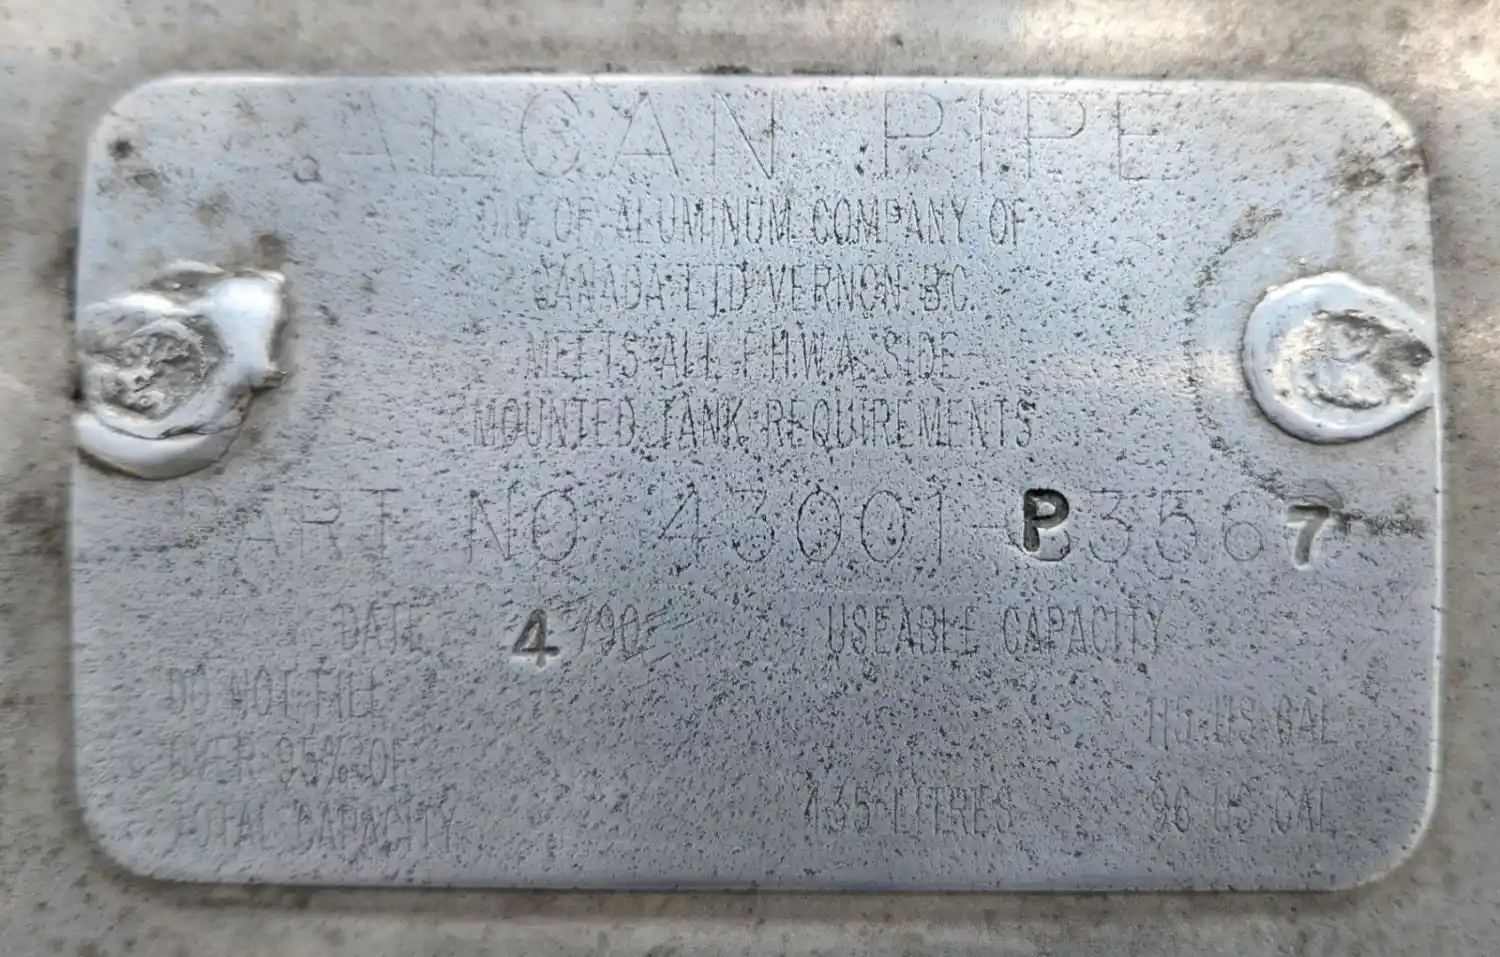 ALCAN PIPE
DIV. OF ALUMINUM COMPANY OF
CANADA LTD VERNON B.C.
MEETS ALL F.H.W.A. SIDE
MOUNTED TANK REQUIREMENTS
PART NO 43001-P3567
DATE 4/90 USEABLE CAPACITY
DO NOT FILL
OVER 95% OF US GAL
TOTAL CAPACITY 435 LITRES 96 US GAL